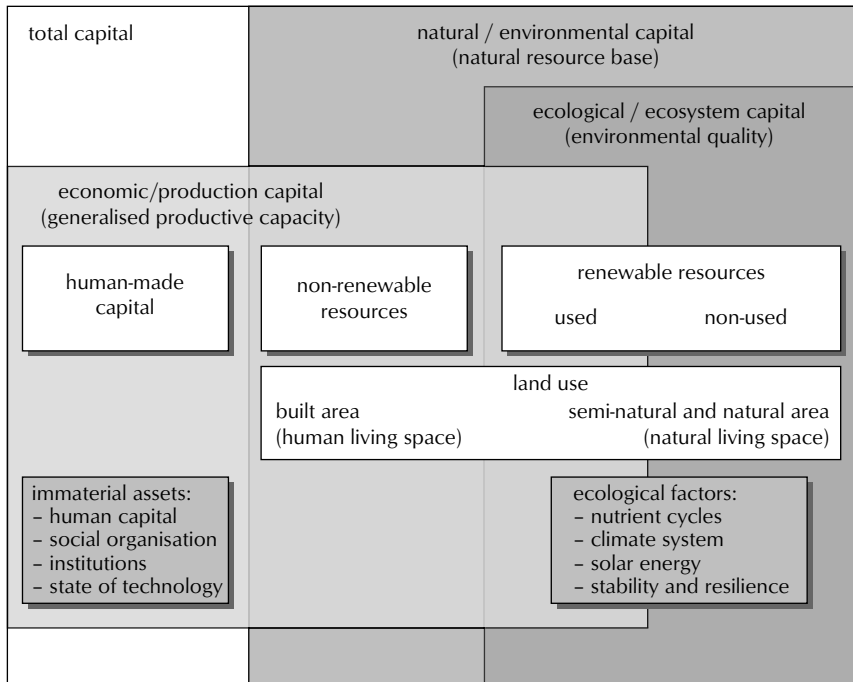 total capital
natural / environmental capital
(natural resource base)
ecological / ecosystem capital
(environmental quality)
economic/production capital
(generalised productive capacity)
human-made
capital
non-renewable
resources
renewable resources
used
non-used
land use
built area
(human living space)
semi-natural and natural area
(natural living space)
immaterial assets:
– human capital
– social organisation
– institutions
– state of technology
ecological factors:
– nutrient cycles
– climate system
– solar energy
– stability and resilience